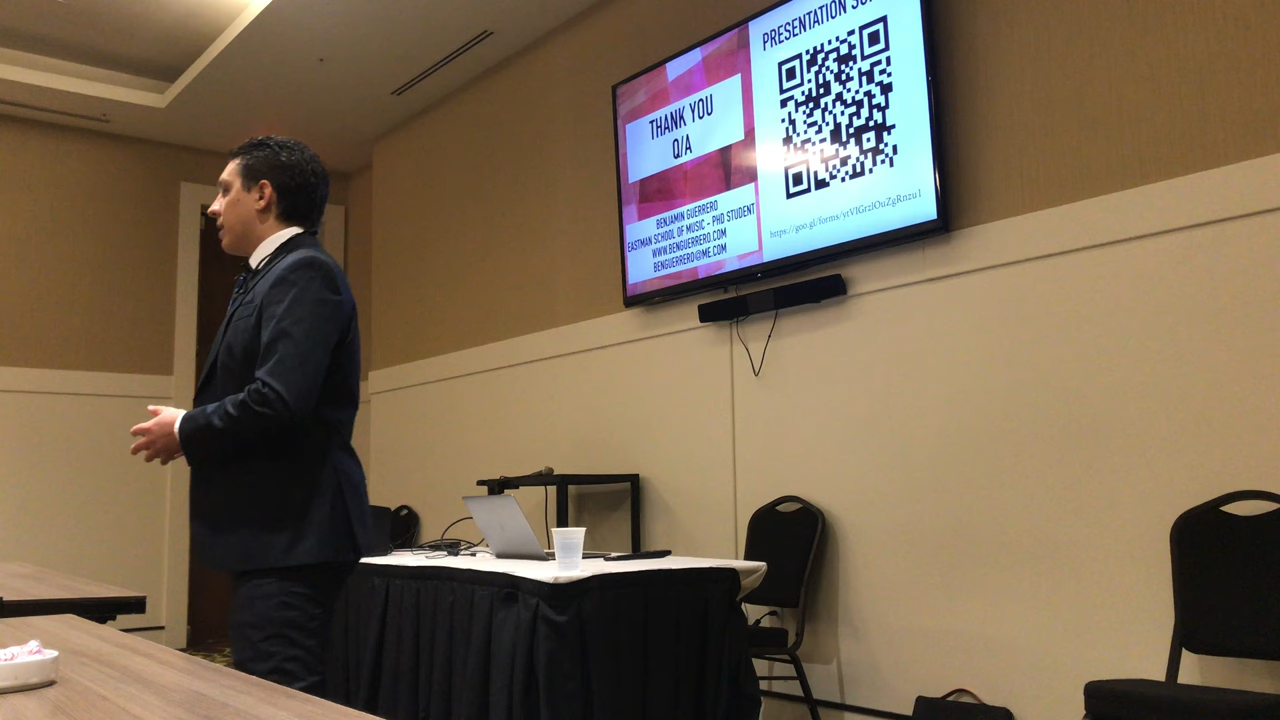 THANK YOU
Q/A
BENJAMIN GUERRERO
EASTMAN SCHOOL OF MUSIC - PHD STUDENT
WWW.BENGUERRERO.COM
BENGUERRERO@ME.COM
PRESENTATION
https://goo.gl/forms/ytVlGrzlOuZgRnzu1